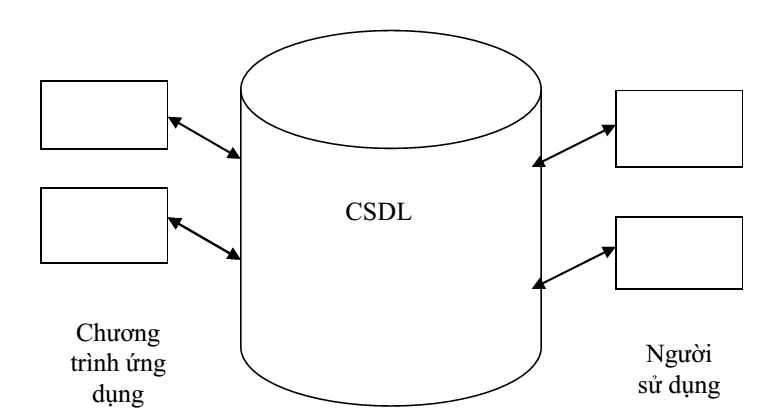 CSDL
Chương
trình ứng
dụng
Người
sử dụng